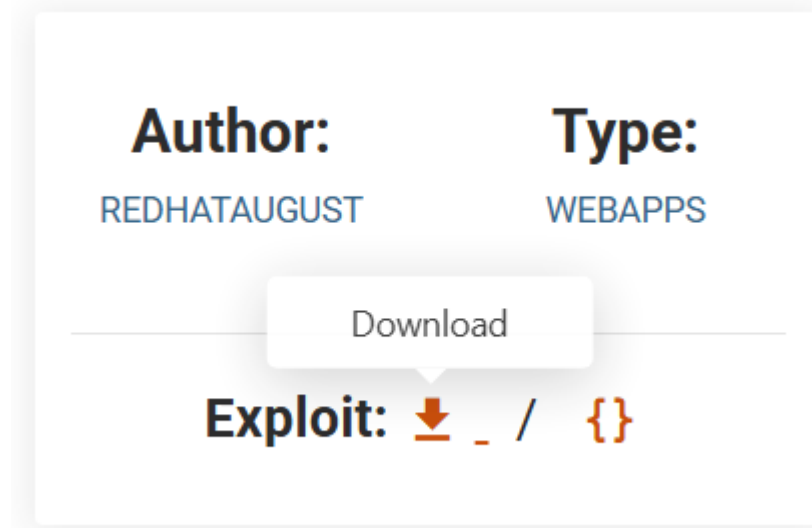 Author: Type:
REDHATAUGUST WEBAPPS
Download
Exploit: _ / {}